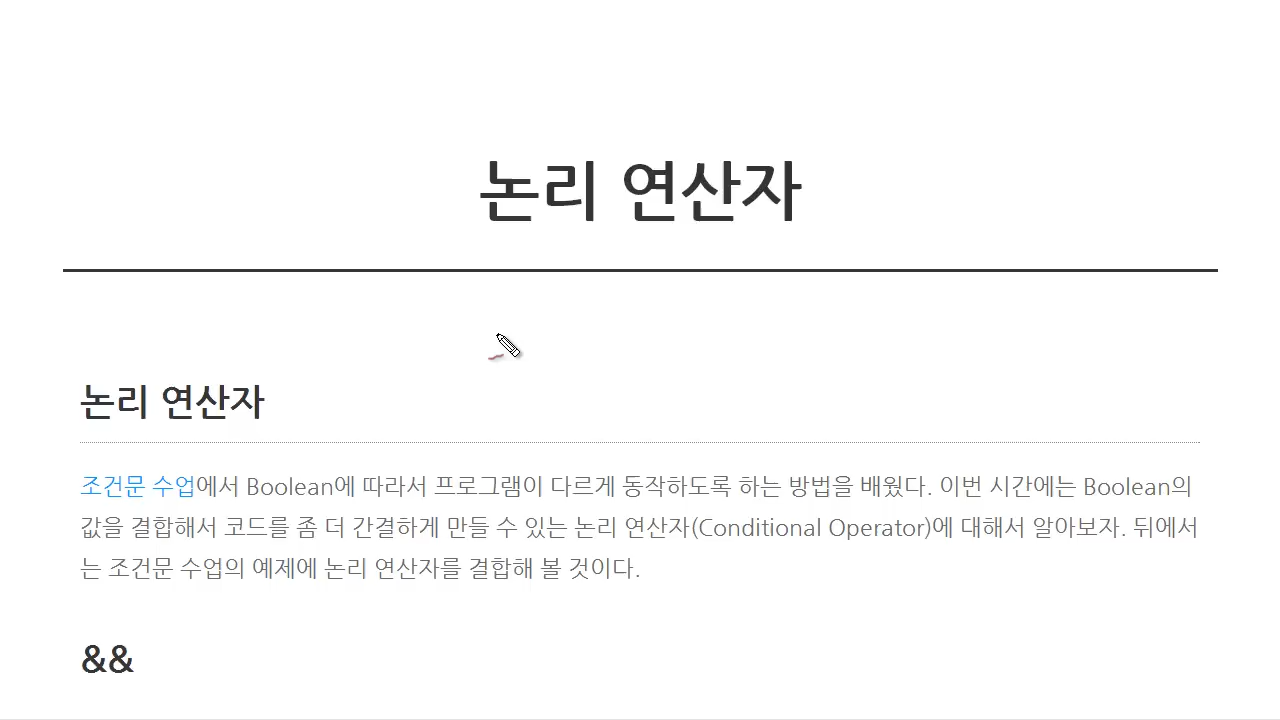 논리 연산자
논리 연산자
조건문 수업에서 Boolean에 따라서 프로그램이 다르게 동작하도록 하는 방법을 배웠다. 이번 시간에는 Boolean의
값을 결합해서 코드를 좀 더 간결하게 만들 수 있는 논리 연산자(Conditional Operator)에 대해서 알아보자. 뒤에서
는 조건문 수업의 예제에 논리 연산자를 결합해 볼 것이다.
&&